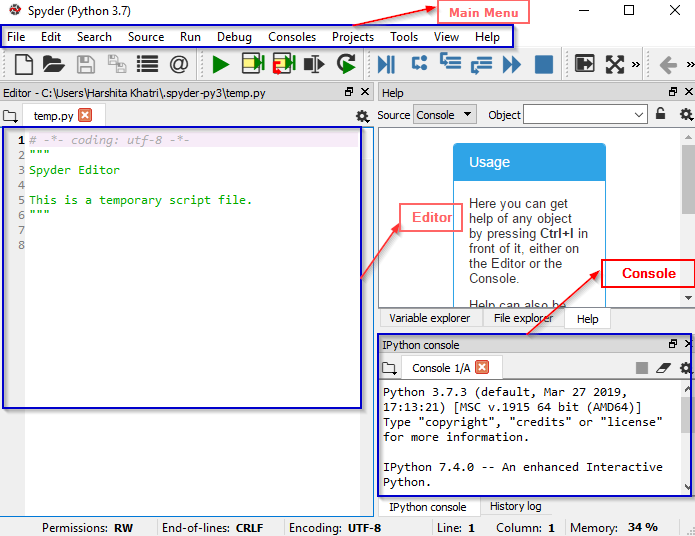 Spyder (Python 3.7)
Main Menu
File Edit Search Source Run Debug Consoles Projects Tools View Help
Editor - C:\Users\Harshita Khatri\.spyder-py3\temp.py
temp.py
1 # -*- coding: utf-8 -*-
2 """
3 Spyder Editor
4
5 This is a temporary script file.
6 """
7
8
Editor
Help
Source Console Object
Usage
Here you can get
help of any object
by pressing Ctrl+I in
front of it, either on
the Editor or the
Console.
Help can also be
Console
Variable explorer File explorer Help
IPython console
Console 1/A
Python 3.7.3 (default, Mar 27 2019,
17:13:21) [MSC v.1915 64 bit (AMD64)]
Type "copyright", "credits" or "license"
for more information.
IPython 7.4.0 -- An enhanced Interactive
Python.
IPython console History log
Permissions: RW End-of-lines: CRLF Encoding: UTF-8 Line: 1 Column: 1 Memory: 34 %